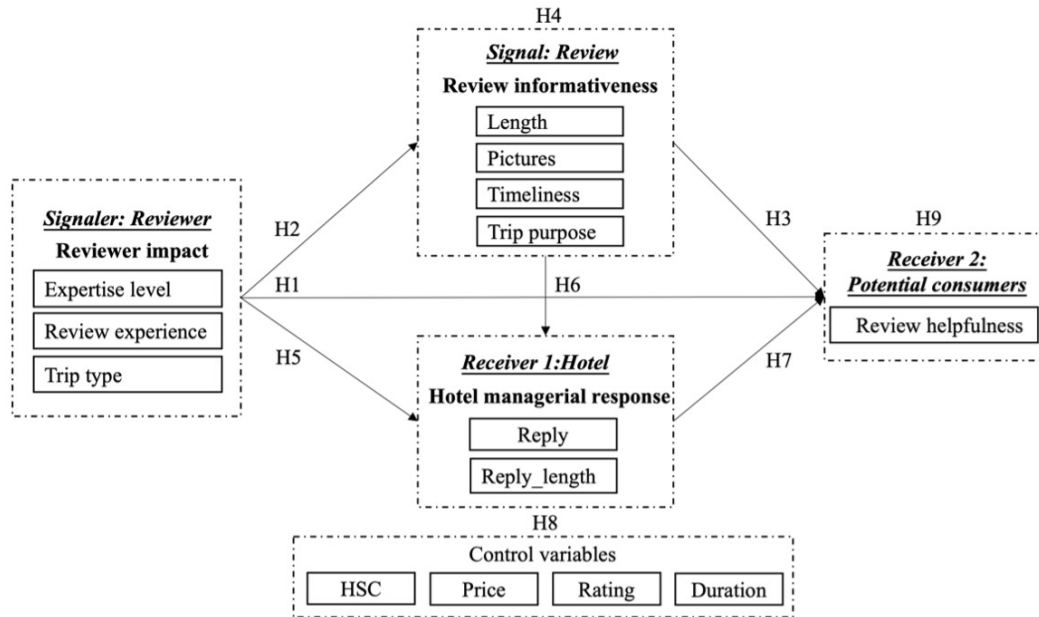 H4
Signal: Review
Review informativeness
Length
Pictures
Timeliness
Trip purpose
Signaler: Reviewer
Reviewer impact
Expertise level
Review experience
Trip type
H2
H1
H5
H6
H3
H7
H9
Receiver 2:
Potential consumers
Review helpfulness
Receiver 1:Hotel
Hotel managerial response
Reply
Reply_length
H8
Control variables
HSC
Price
Rating
Duration